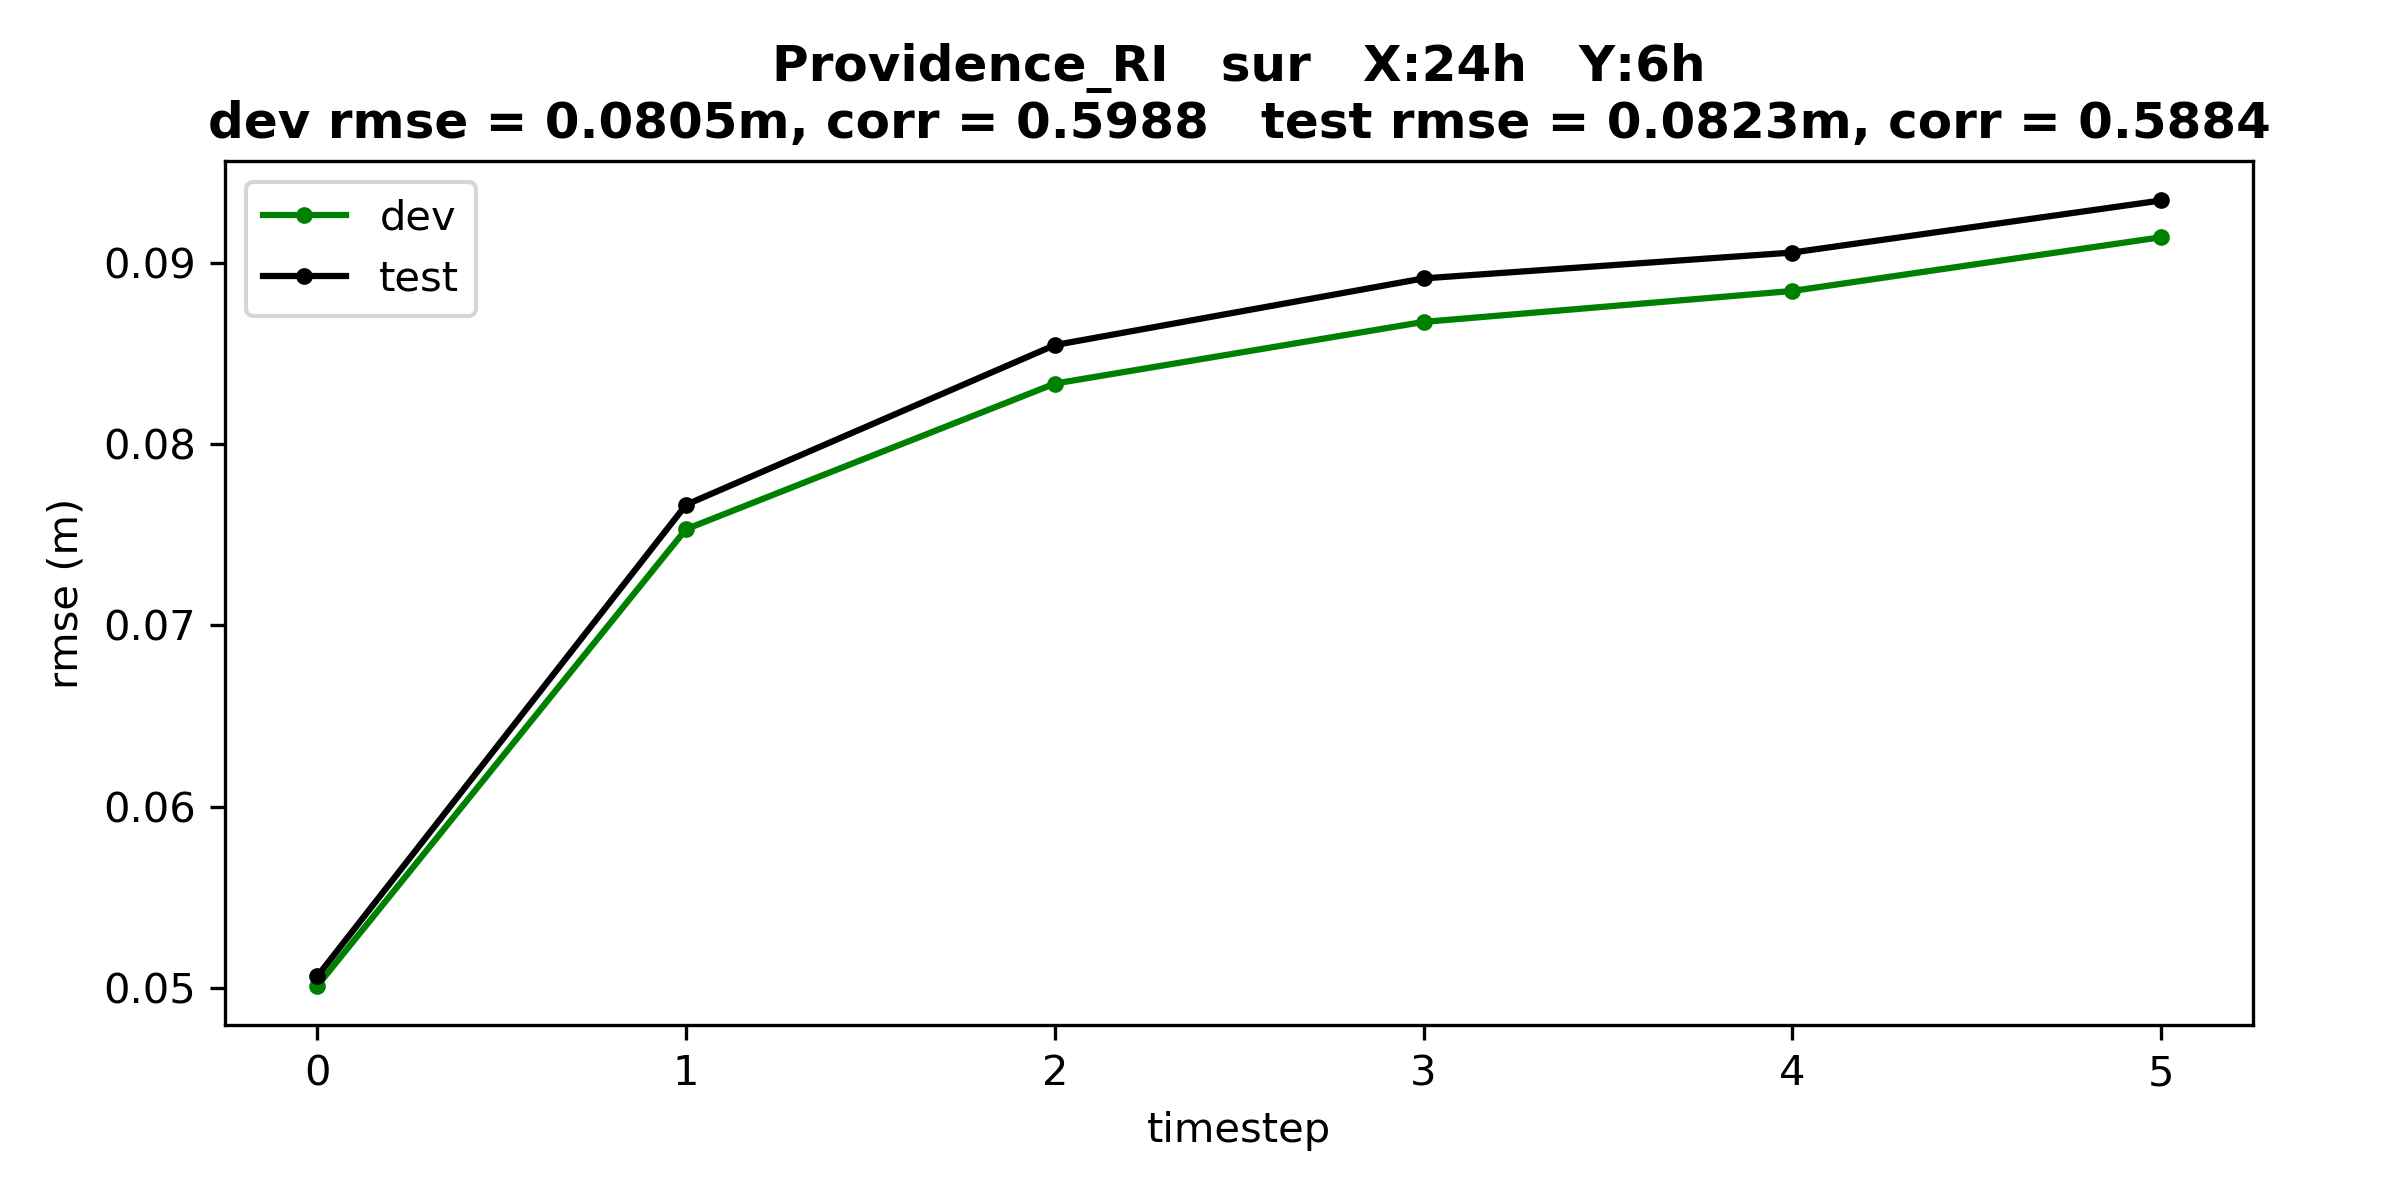 Providence_RI   sur   X:24h   Y:6h
dev rmse = 0.0805m, corr = 0.5988   test rmse = 0.0823m, corr = 0.5884
dev
test
0.09
0.08
0.07
0.06
0.05
rmse (m)
0 1 2 3 4 5
timestep